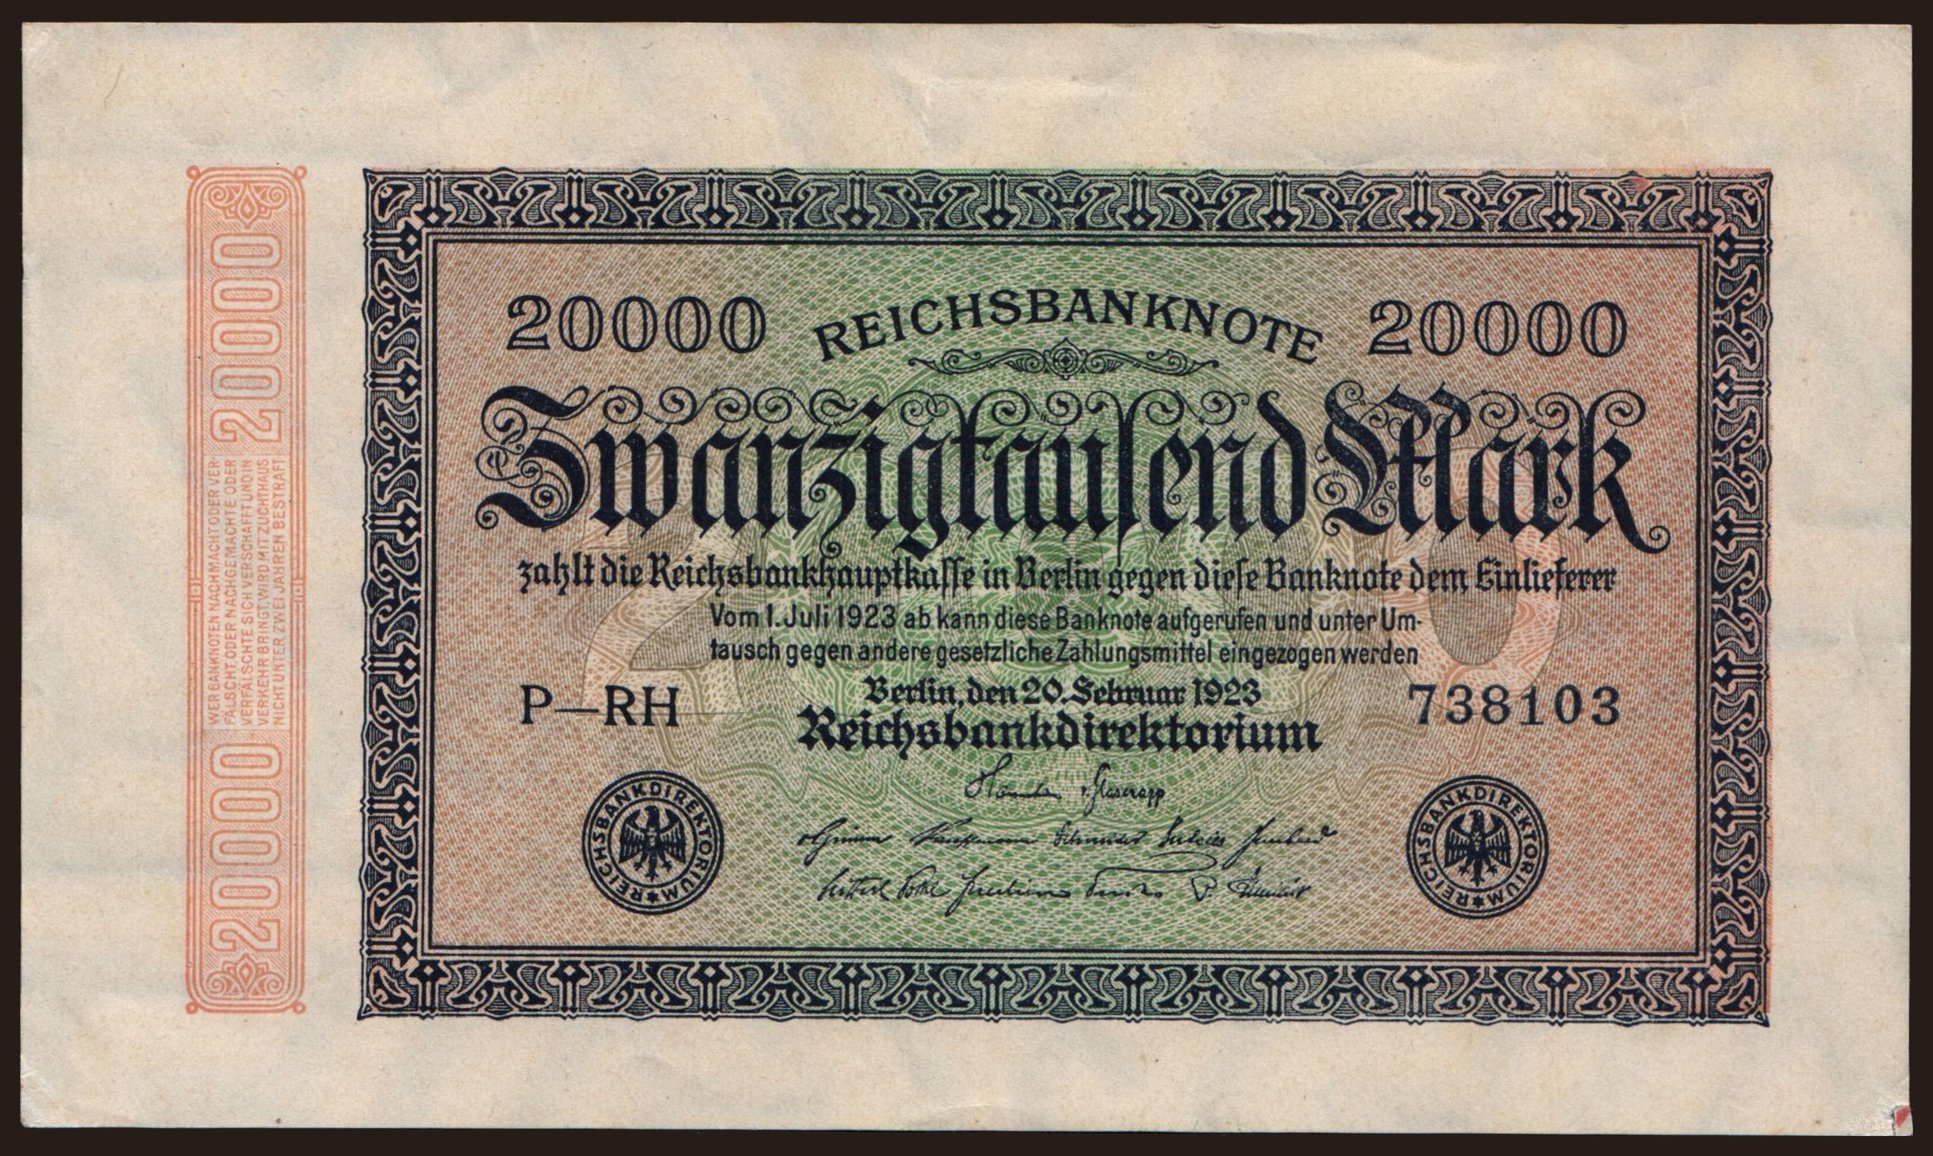 20000
WER BANKNOTEN NACHMACHT ODER VER-
FÄLSCHT, ODER NACHGEMACHTE ODER
VERFÄLSCHTE SICH VERSCHAFFT UND IN
VERKEHR BRINGT, WIRD MIT ZUCHTHAUS
NICHT UNTER ZWEI JAHREN BESTRAFT
20000
20000 REICHSBANKNOTE 20000
Zwanzigtausend Mark
zahlt die Reichsbankhauptkasse in Berlin gegen diese Banknote dem Einlieferer
Vom 1. Juli 1923 ab kann diese Banknote aufgerufen und unter Um-
tausch gegen andere gesetzliche Zahlungsmittel eingezogen werden
Berlin, den 20. Februar 1923
P—RH 738103
Reichsbankdirektorium
v. Glasenapp
REICHSBANKDIREKTORIUM
REICHSBANKDIREKTORIUM
20000